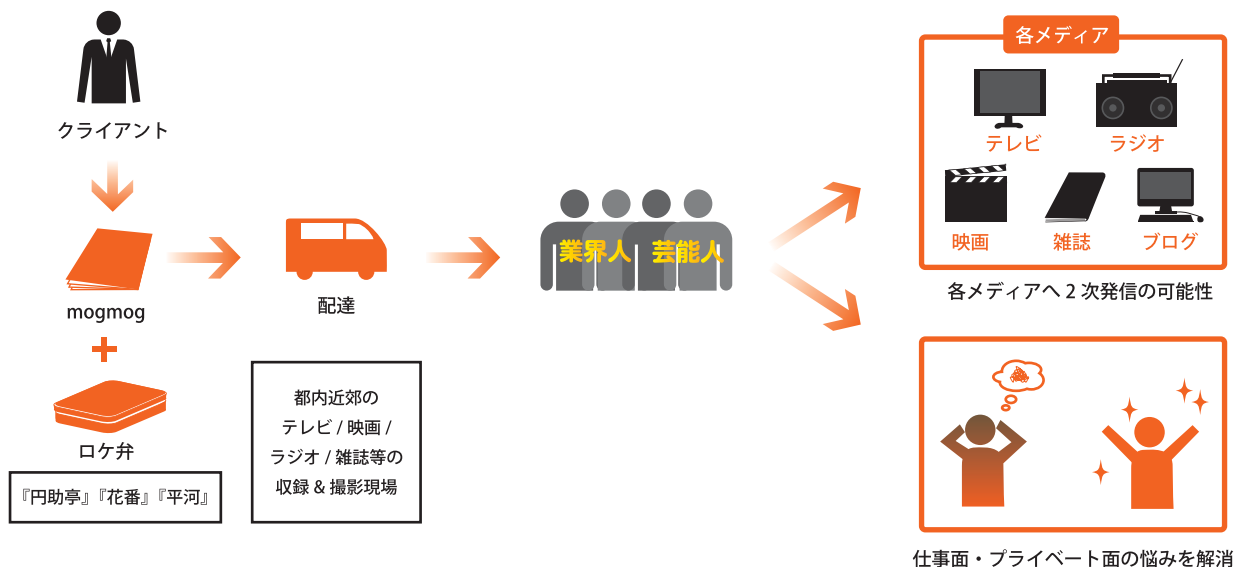 クライアント
mogmog
ロケ弁
『円助亭』『花番』『平河』
配達
都内近郊の
テレビ / 映画 /
ラジオ / 雑誌等の
収録 & 撮影現場
業界人 芸能人
各メディア
テレビ ラジオ
映画 雑誌 ブログ
各メディアへ 2 次発信の可能性
仕事面・プライベート面の悩みを解消